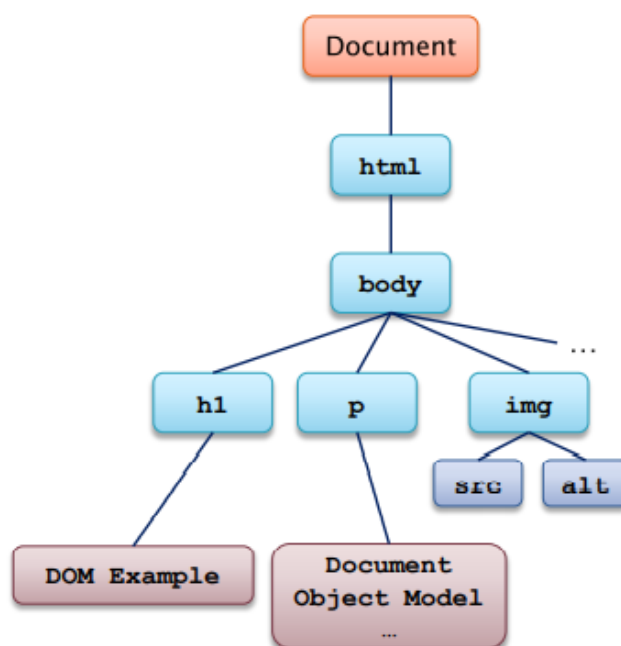 Document
html
body
…
h1
p
img
src
alt
DOM Example
Document
Object Model
…